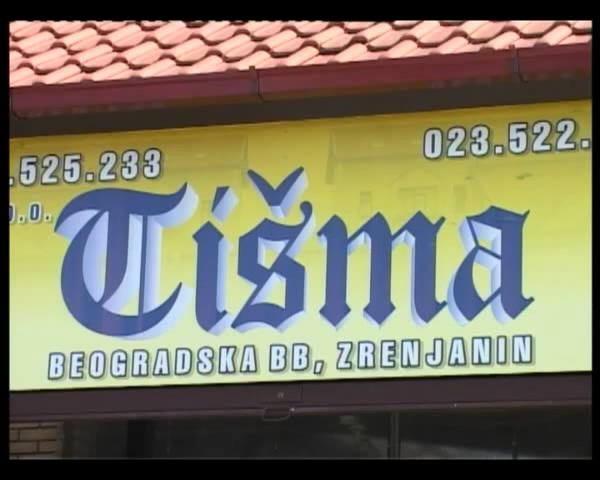 .525.233
023.522.
o.o.
Tišma
BEOGRADSKA BB, ZRENJANIN